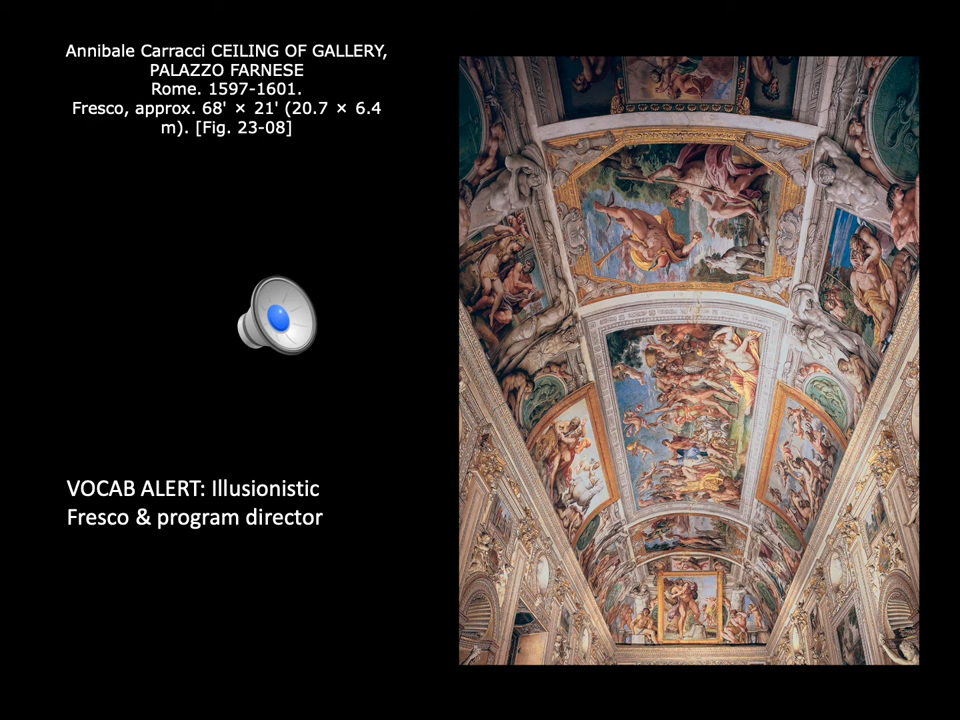 Annibale Carracci CEILING OF GALLERY,
PALAZZO FARNESE
Rome. 1597-1601.
Fresco, approx. 68' × 21' (20.7 × 6.4
m). [Fig. 23-08]
VOCAB ALERT: Illusionistic
Fresco & program director